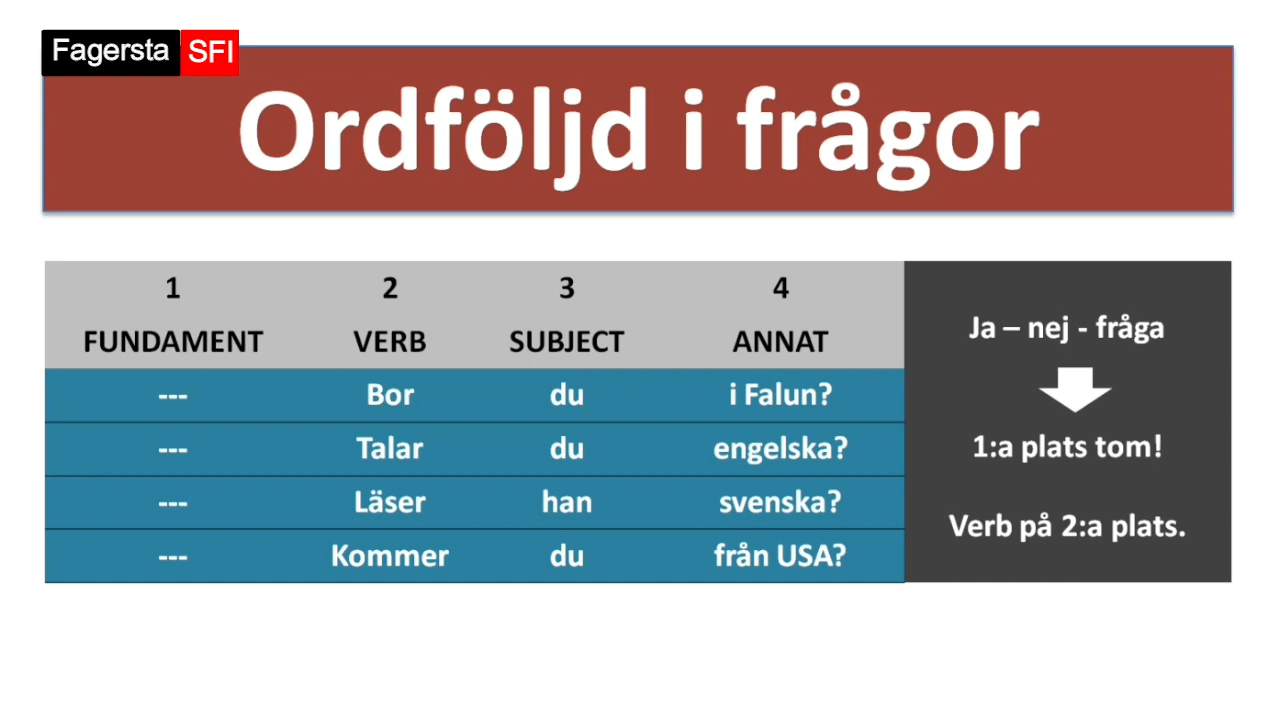 Fagersta SFI
Ordföljd i frågor
1 2 3 4
FUNDAMENT VERB SUBJECT ANNAT
--- Bor du i Falun?
--- Talar du engelska?
--- Läser han svenska?
--- Kommer du från USA?
Ja – nej - fråga
1:a plats tom!
Verb på 2:a plats.